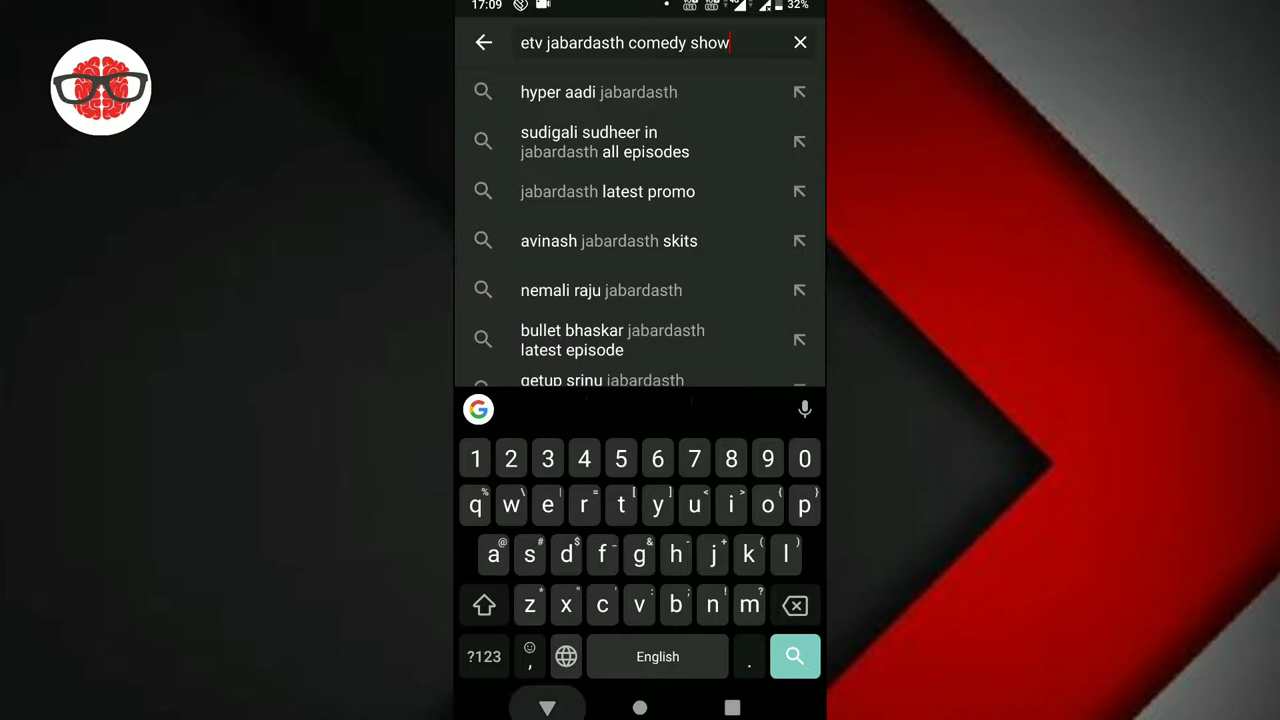 17:09
32%
etv jabardasth comedy show
hyper aadi jabardasth
sudigali sudheer in
jabardasth all episodes
jabardasth latest promo
avinash jabardasth skits
nemali raju jabardasth
bullet bhaskar jabardasth
latest episode
getup srinu jabardasth
1 2 3 4 5 6 7 8 9 0
q w e r t y u i o p
a s d f g h j k l
z x c v b n m
?123 , English .